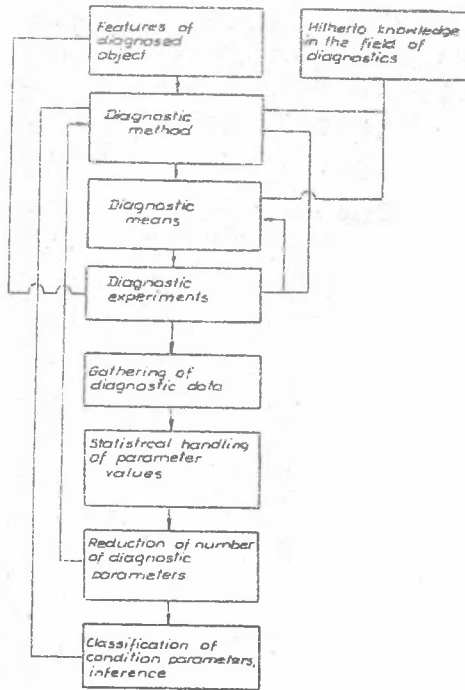 Features of
diagnosed
object
Hitherto knowledge
in the field of
diagnostics
Diagnostic
method
Diagnostic
means
Diagnostic
experiments
Gathering of
diagnostic data
Statistical handling
of parameter
values
Reduction of number
of diagnostic
parameters
Classification of
condition parameters,
inference